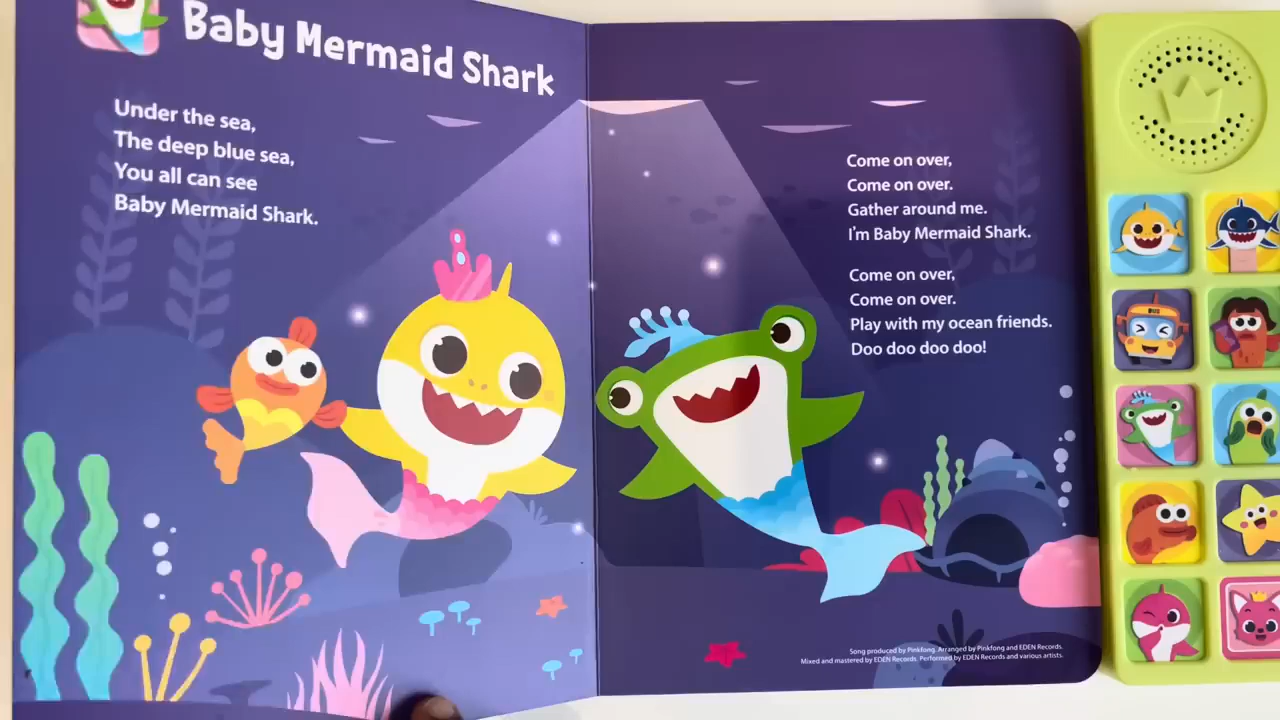 Baby Mermaid Shark
Under the sea,
The deep blue sea,
You all can see
Baby Mermaid Shark.
Come on over,
Come on over.
Gather around me.
I'm Baby Mermaid Shark.
Come on over,
Come on over.
Play with my ocean friends.
Doo doo doo doo!
Song produced by Pinkfong. Arranged by Pinkfong and EDEN Records.
Mixed and mastered by EDEN Records. Performed by EDEN Records and various artists.
BUS